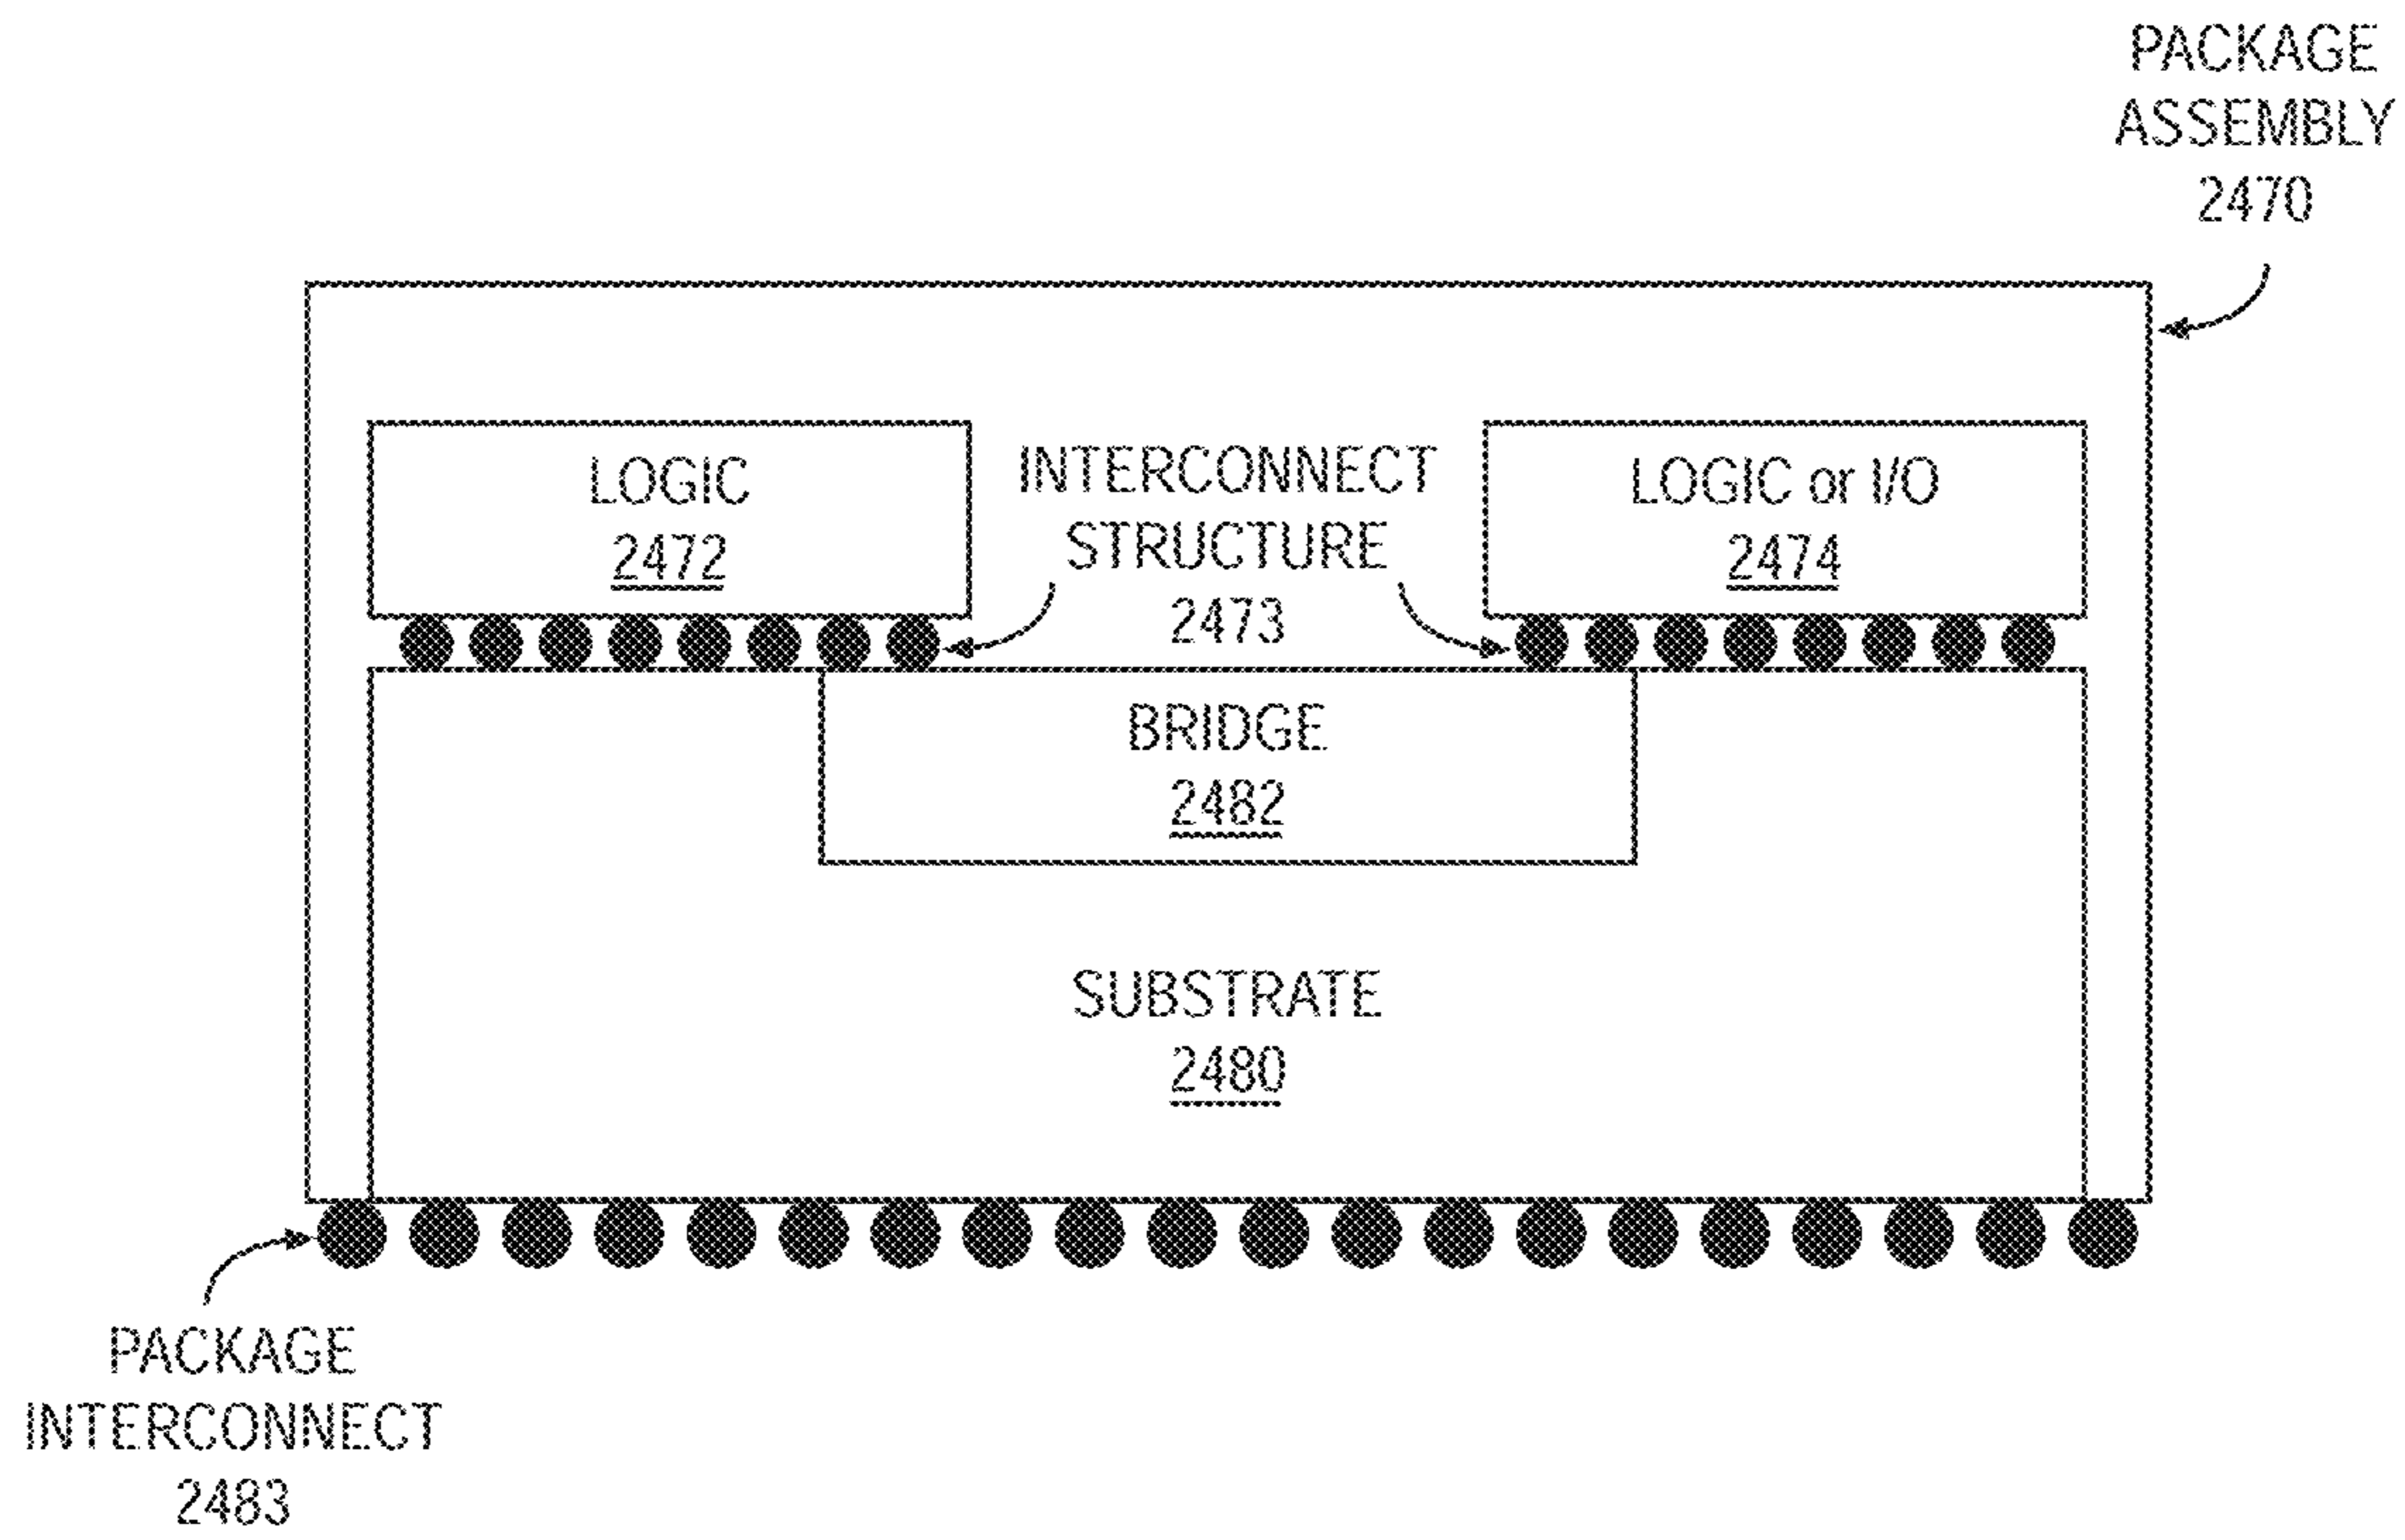 PACKAGE
ASSEMBLY
2470
LOGIC
2472
INTERCONNECT
STRUCTURE
2473
LOGIC or I/O
2474
BRIDGE
2482
SUBSTRATE
2480
PACKAGE
INTERCONNECT
2483